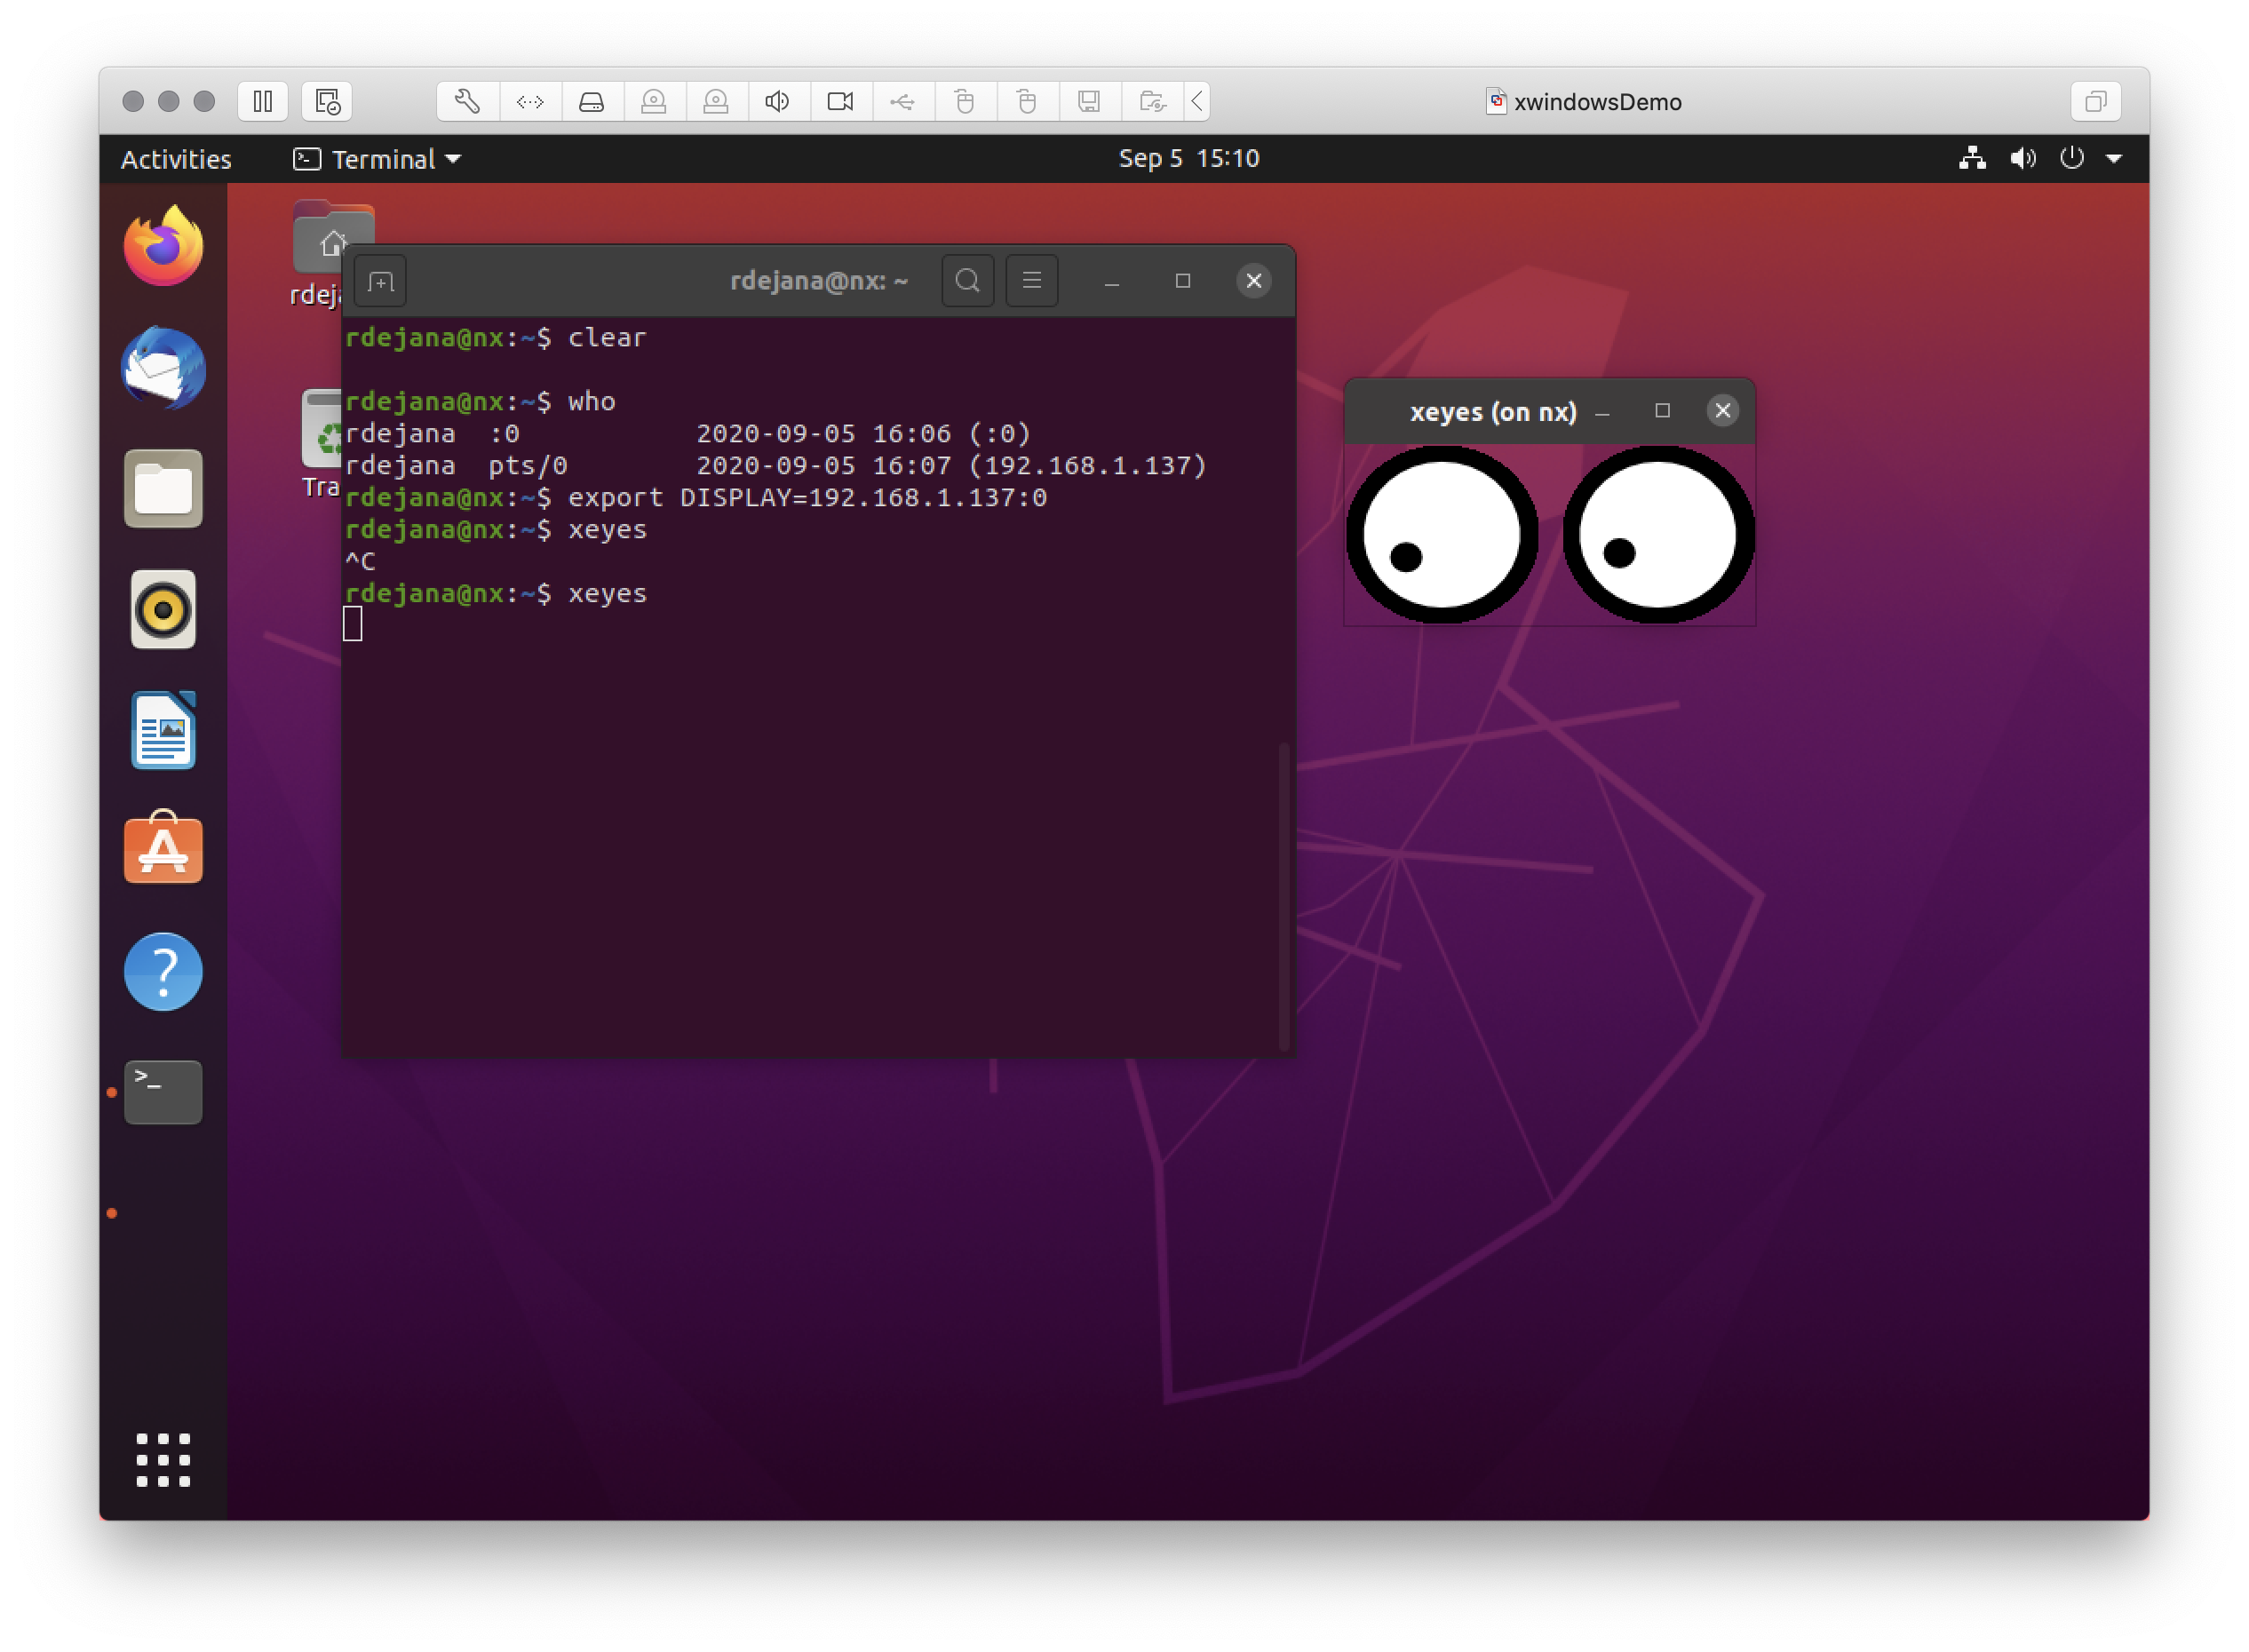 xwindowsDemo
Activities
Terminal
Sep 5 15:10
rdeja
Tra
rdejana@nx: ~
rdejana@nx:~$ clear
rdejana@nx:~$ who
rdejana  :0           2020-09-05 16:06 (:0)
rdejana  pts/0        2020-09-05 16:07 (192.168.1.137)
rdejana@nx:~$ export DISPLAY=192.168.1.137:0
rdejana@nx:~$ xeyes
^C
rdejana@nx:~$ xeyes
xeyes (on nx)